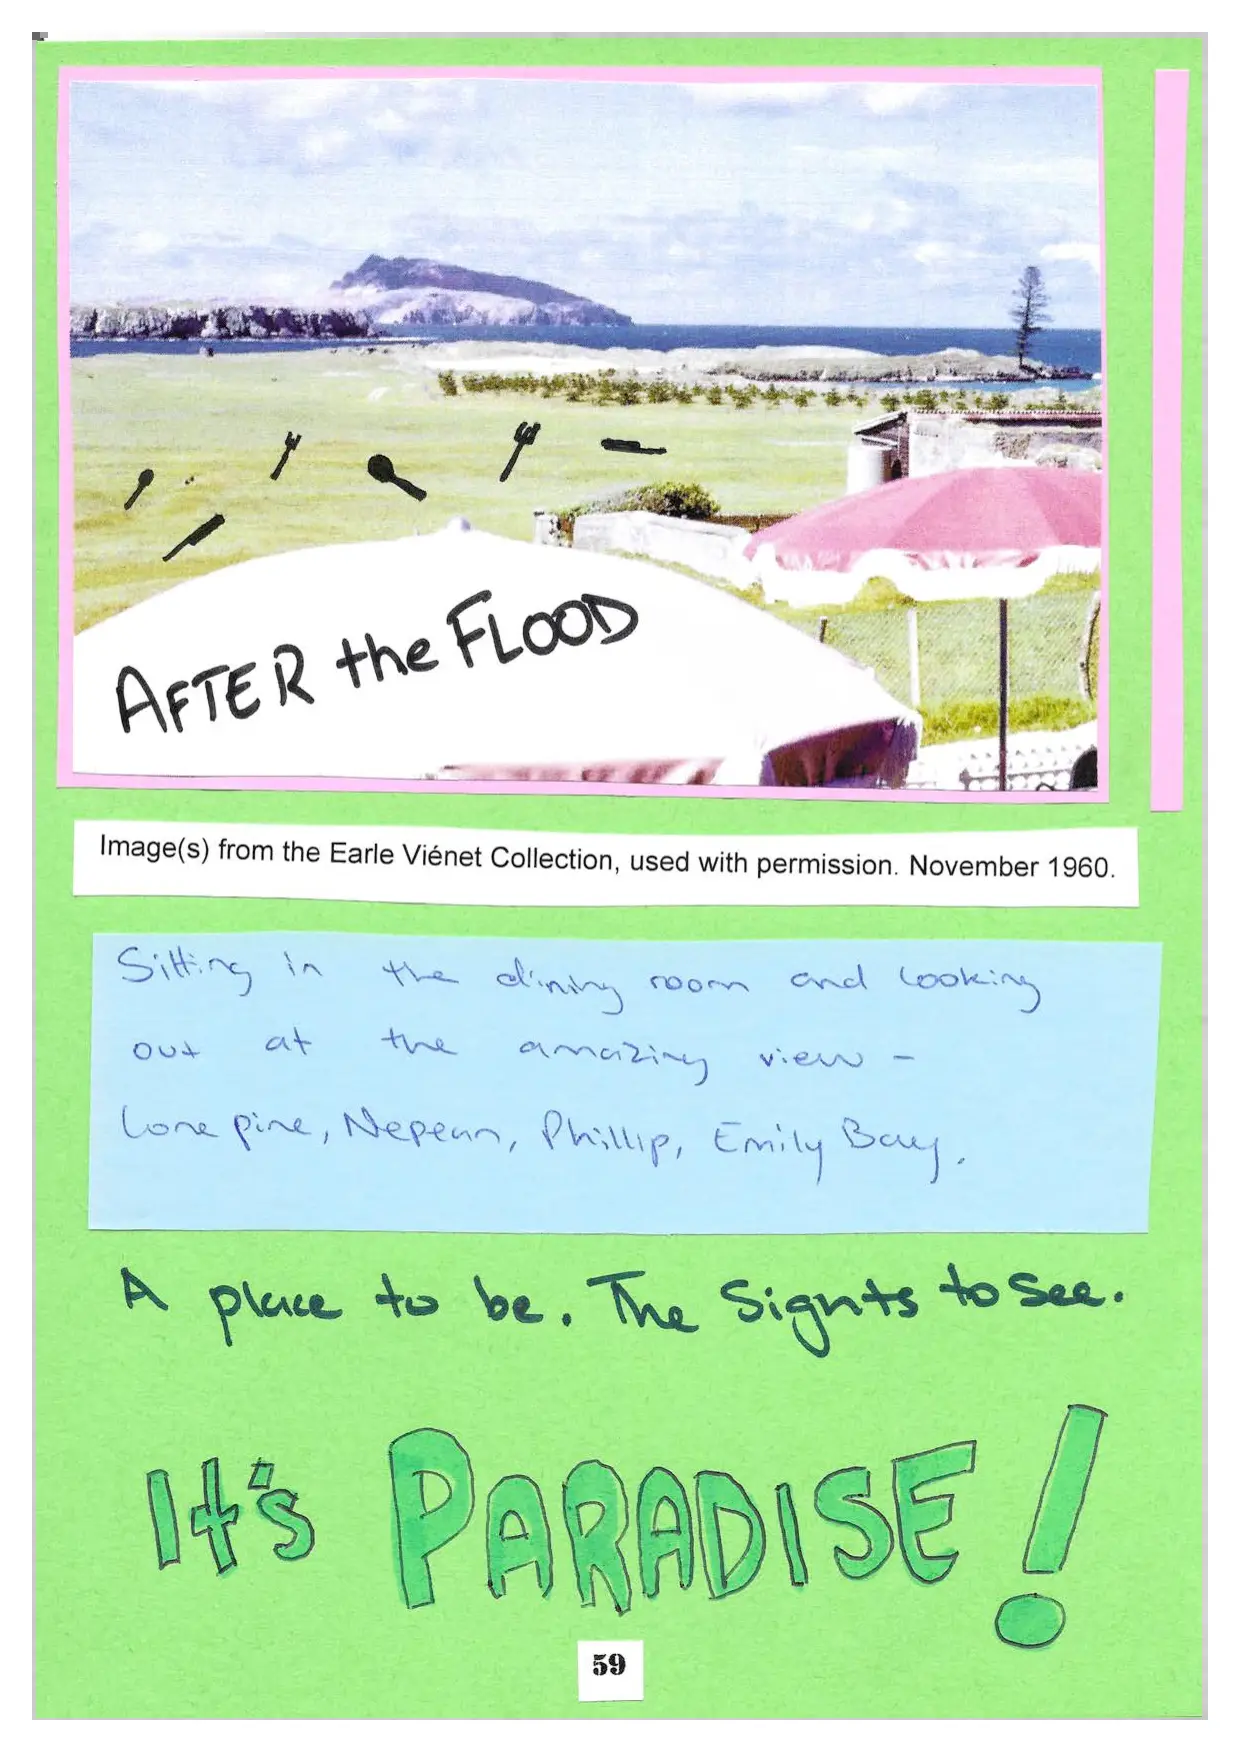 AFTER the FLOOD
Image(s) from the Earle Viénet Collection, used with permission. November 1960.
Sitting in the dining room and looking
out at the amazing view -
Lone pine, Nepean, Phillip, Emily Bay.
A place to be. The Sights to See.
It's PARADISE!
59